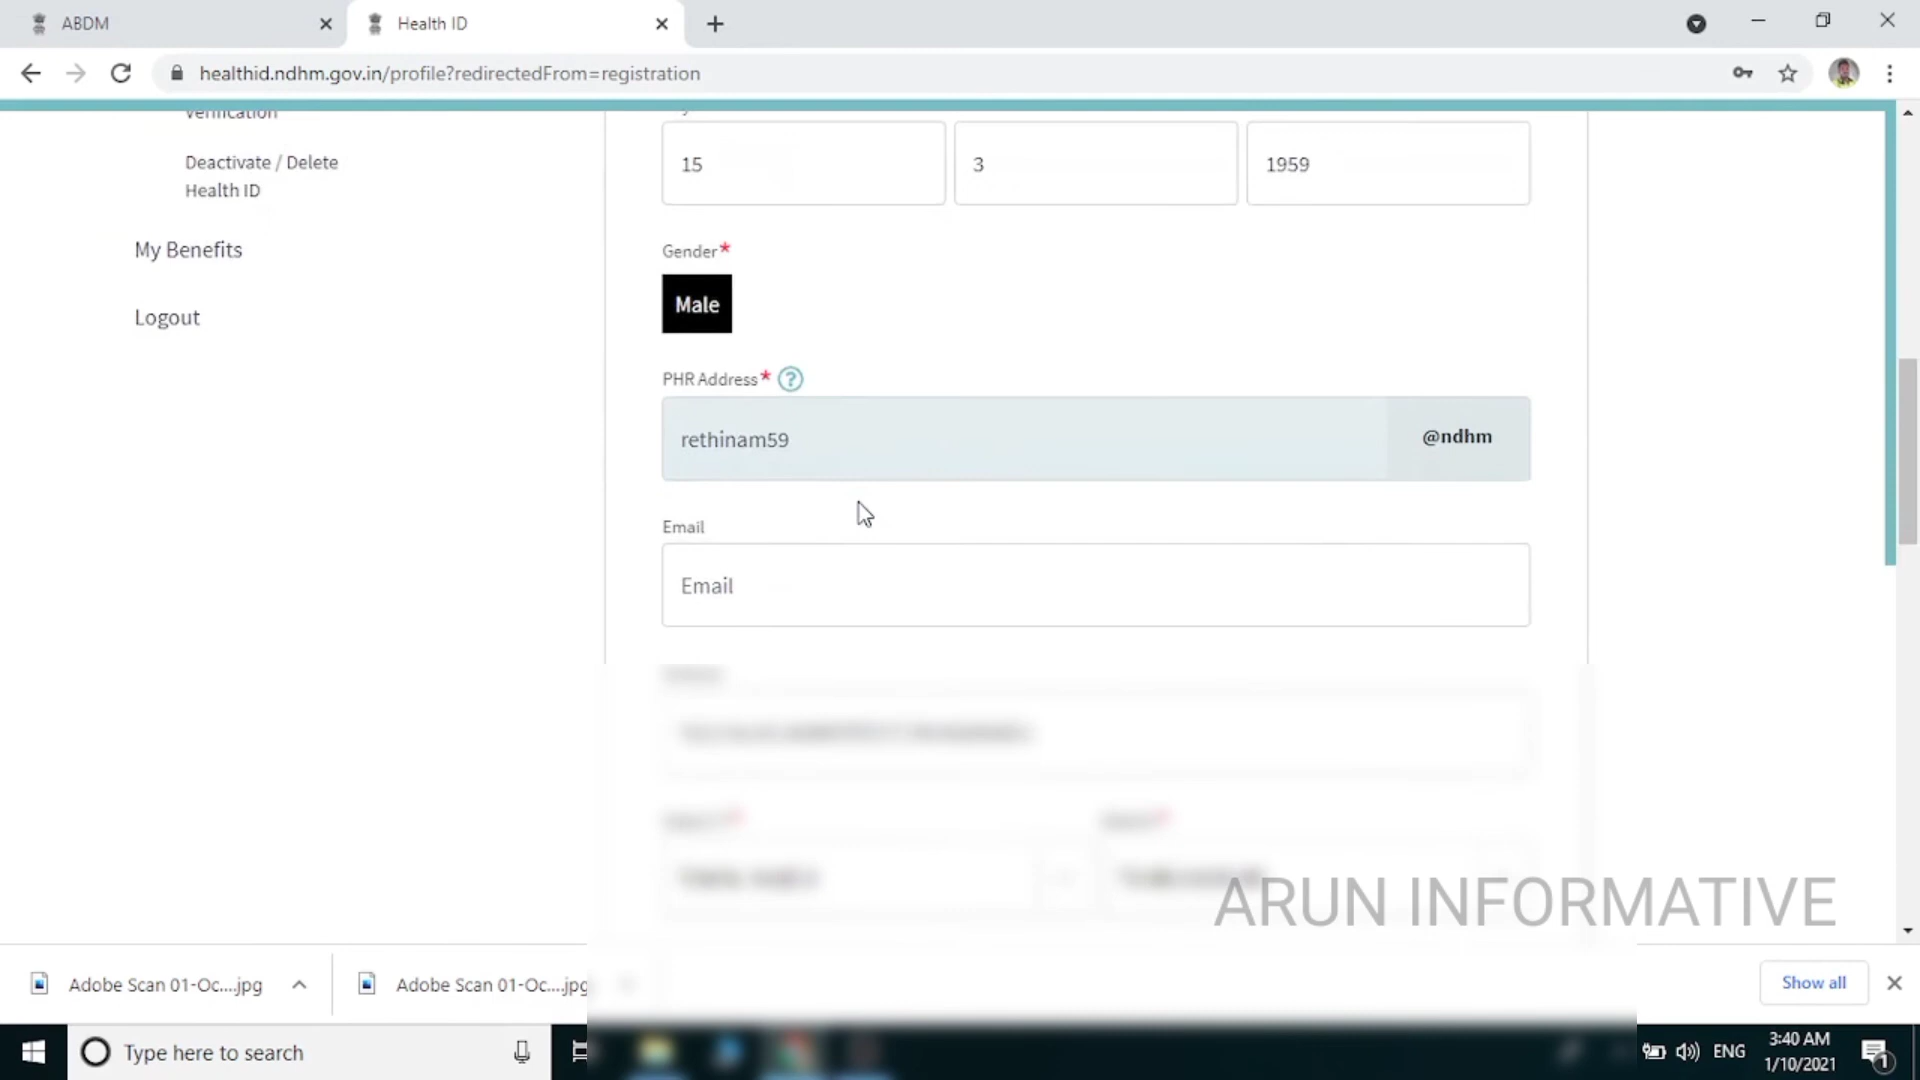 ABDM
Health ID
healthid.ndhm.gov.in/profile?redirectedFrom=registration
Verification
15
3
1959
Deactivate / Delete
Health ID
My Benefits
Gender*
Male
Logout
PHR Address* ?
rethinam59
@ndhm
Email
Email
ARUN INFORMATIVE
Adobe Scan 01-Oc....jpg
Adobe Scan 01-Oc....jpg
Show all
Type here to search
ENG
3:40 AM
1/10/2021
1